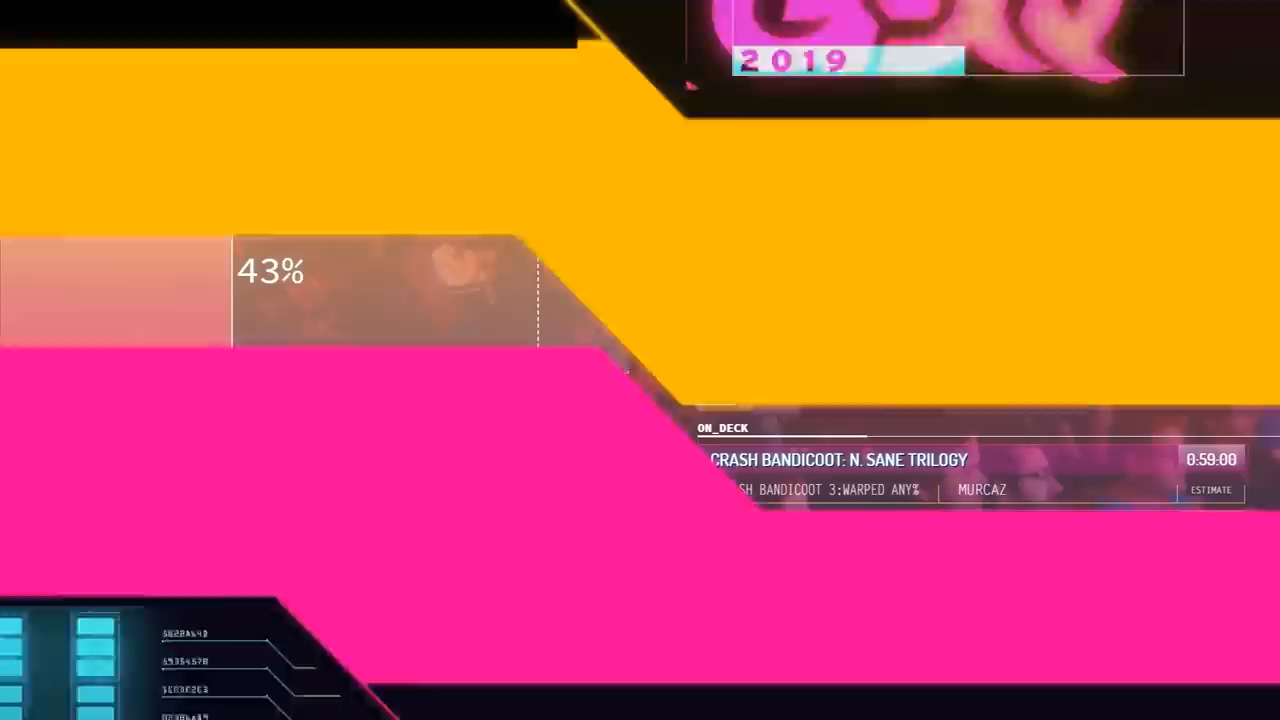 2019
43%
ON_DECK
CRASH BANDICOOT: N. SANE TRILOGY
0:59:00
SH BANDICOOT 3:WARPED ANY%
MURCAZ
ESTIMATE